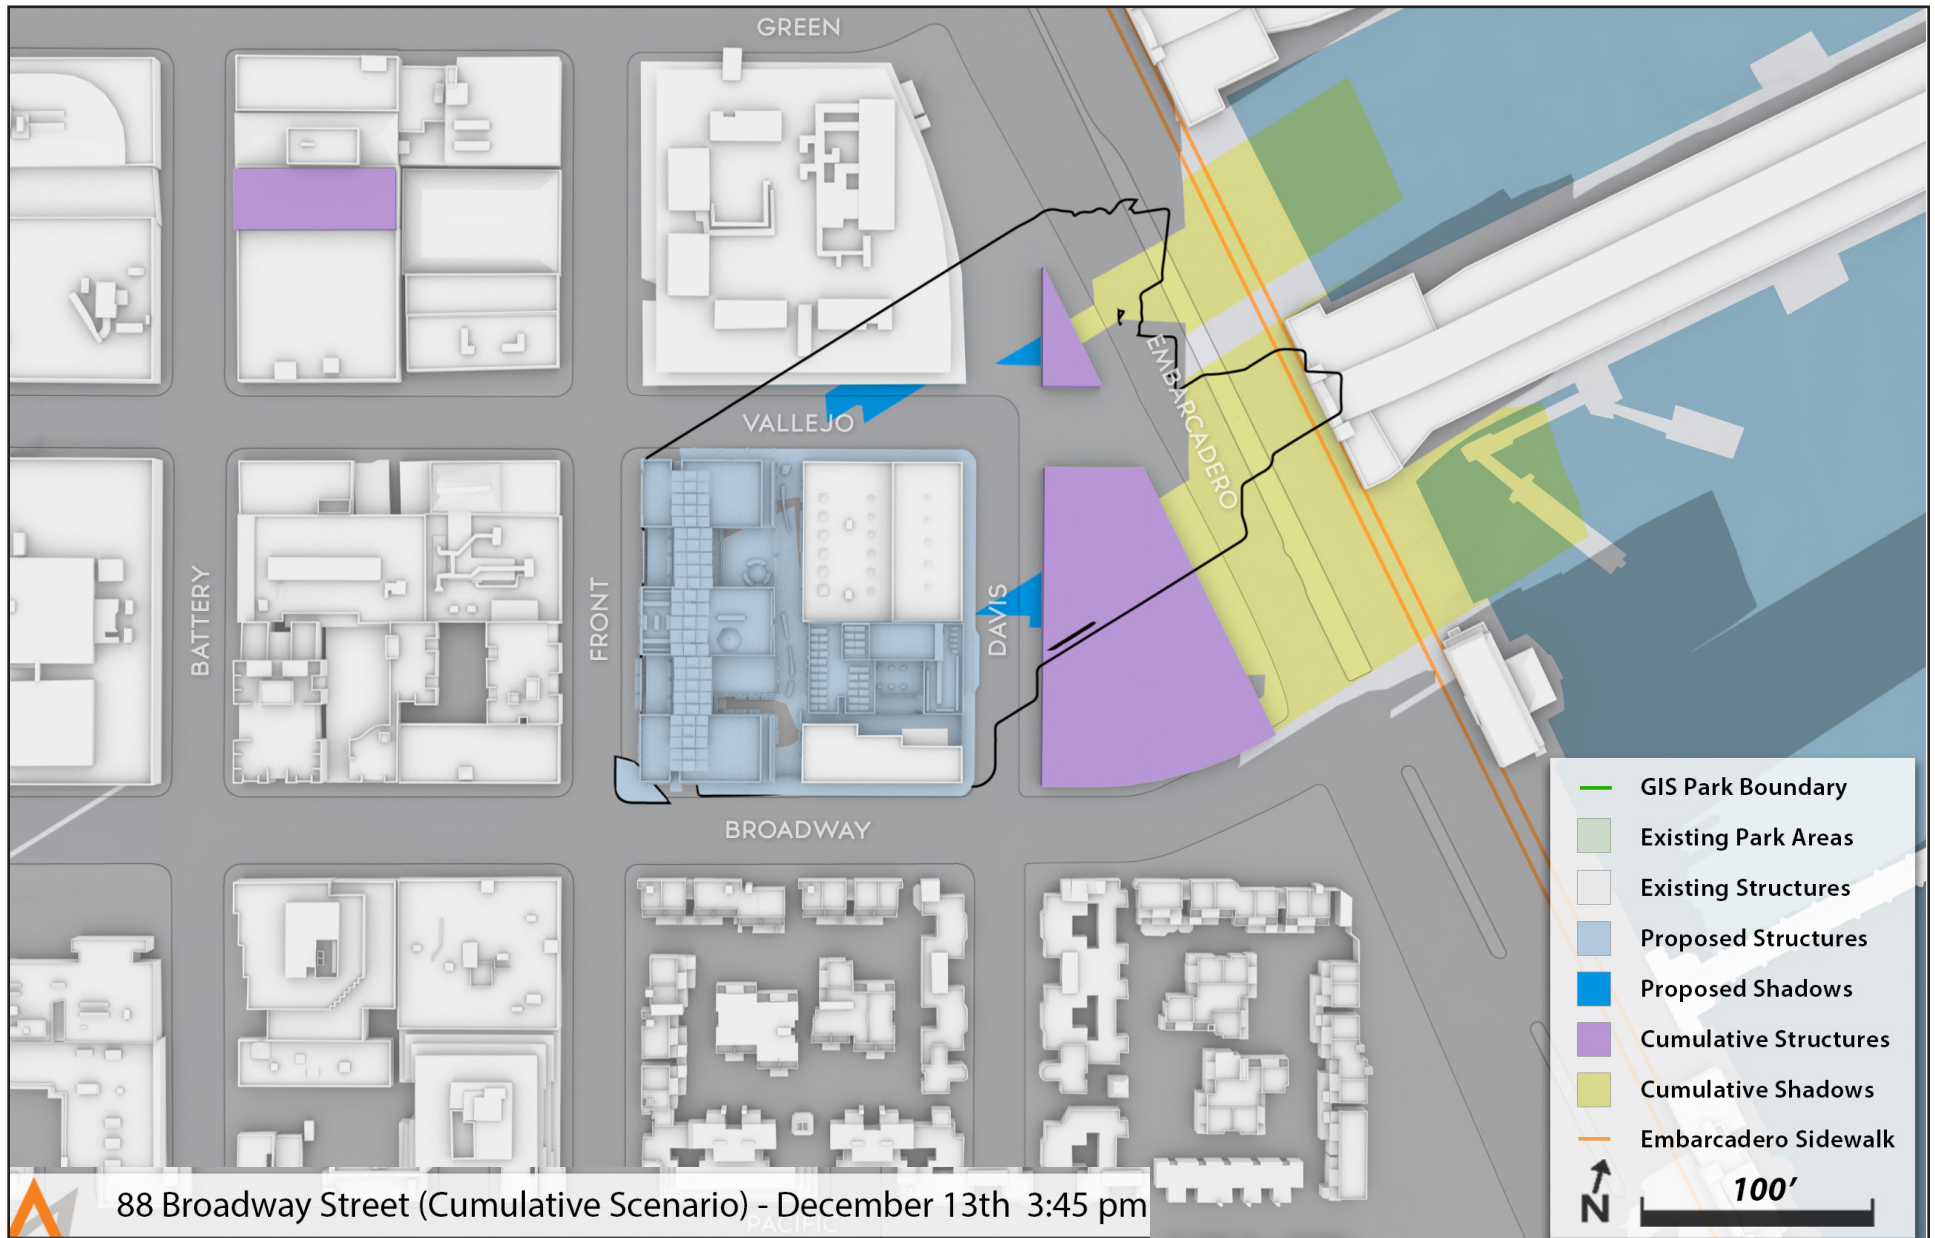 GREEN
EMBARCADERO
VALLEJO
BATTERY
FRONT
DAVIS
BROADWAY
GIS Park Boundary
Existing Park Areas
Existing Structures
Proposed Structures
Proposed Shadows
Cumulative Structures
Cumulative Shadows
Embarcadero Sidewalk
N
100’
88 Broadway Street (Cumulative Scenario) - December 13th 3:45 pm
PACIFIC